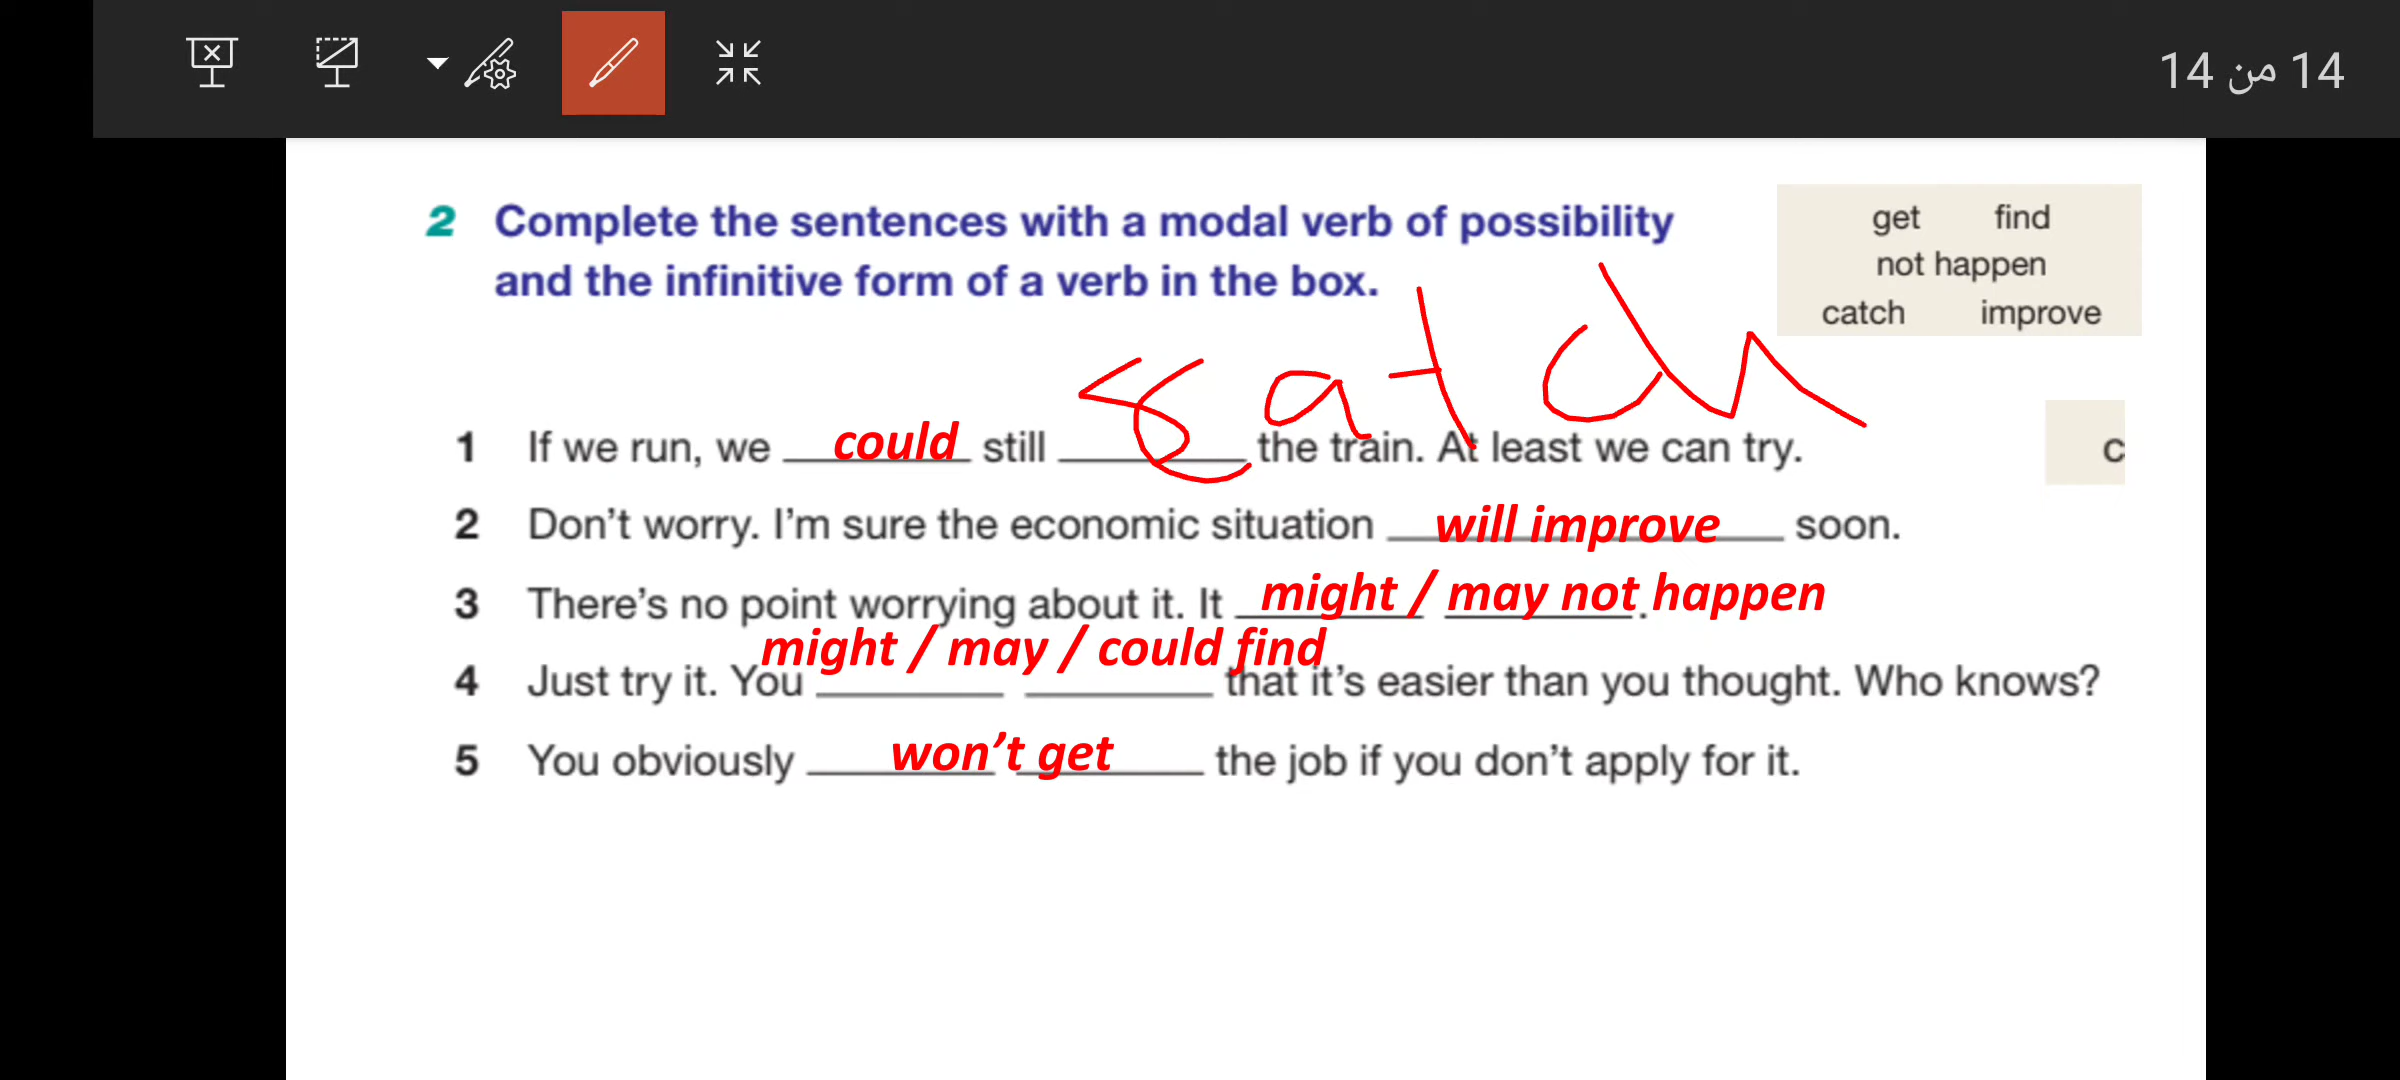 14 من 14
2 Complete the sentences with a modal verb of possibility
and the infinitive form of a verb in the box.
get find
not happen
catch improve
catch
1 If we run, we could still ______ the train. At least we can try.
c
2 Don't worry. I'm sure the economic situation will improve soon.
3 There's no point worrying about it. It might / may not happen.
might / may / could find
4 Just try it. You ______ ______ that it's easier than you thought. Who knows?
5 You obviously won't get the job if you don't apply for it.